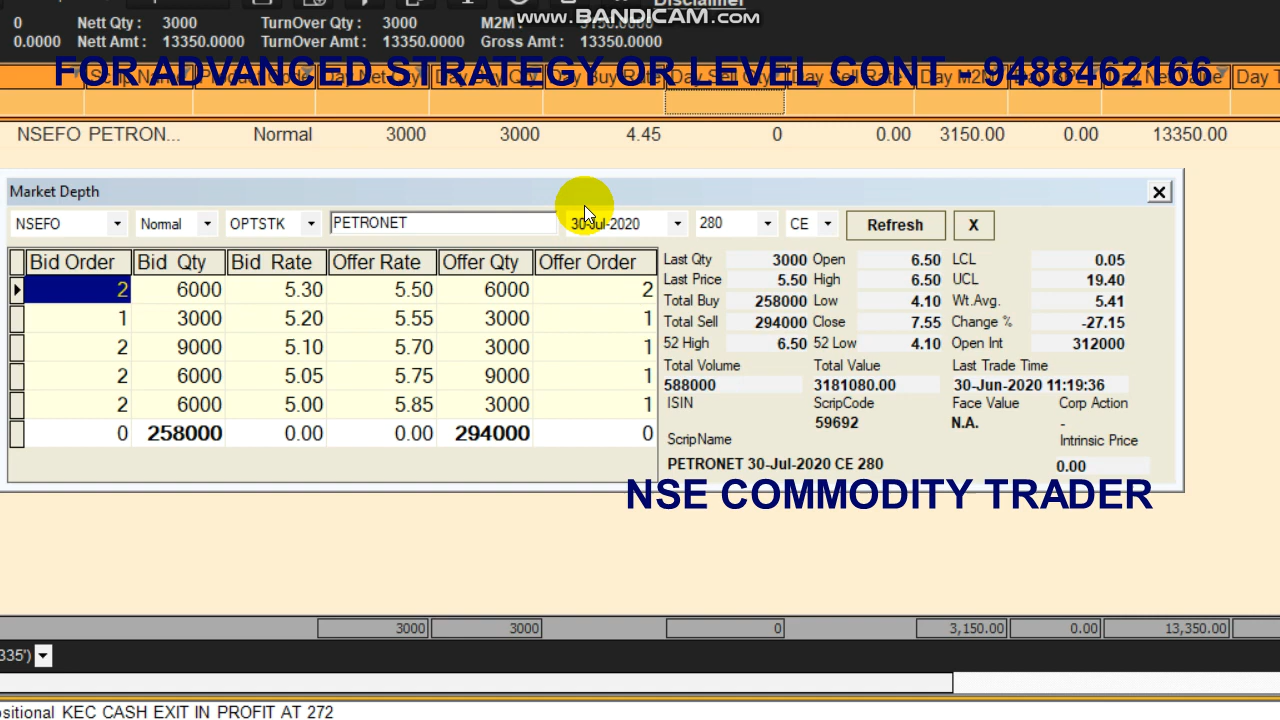 Disclaimer
www.BANDICAM.com
0 Nett Qty : 3000 TurnOver Qty : 3000 M2M :
0.0000 Nett Amt : 13350.0000 TurnOver Amt : 13350.0000 Gross Amt : 13350.0000
FOR ADVANCED STRATEGY OR LEVEL CONT - 9488462166
NSEFO PETRON... Normal 3000 3000 4.45 0 0.00 3150.00 0.00 13350.00
Market Depth
NSEFO Normal OPTSTK PETRONET 30-Jul-2020 280 CE Refresh X
Bid Order Bid Qty Bid Rate Offer Rate Offer Qty Offer Order
2 6000 5.30 5.50 6000 2
1 3000 5.20 5.55 3000 1
2 9000 5.10 5.70 3000 1
2 6000 5.05 5.75 9000 1
2 6000 5.00 5.85 3000 1
0 258000 0.00 0.00 294000 0
Last Qty 3000 Open 6.50 LCL 0.05
Last Price 5.50 High 6.50 UCL 19.40
Total Buy 258000 Low 4.10 Wt.Avg. 5.41
Total Sell 294000 Close 7.55 Change % -27.15
52 High 6.50 52 Low 4.10 Open Int 312000
Total Volume Total Value Last Trade Time
588000 3181080.00 30-Jun-2020 11:19:36
ISIN ScripCode Face Value Corp Action
59692 N.A. -
ScripName Intrinsic Price
PETRONET 30-Jul-2020 CE 280 0.00
NSE COMMODITY TRADER
3000 3000 0 3,150.00 0.00 13,350.00
335')
ositional KEC CASH EXIT IN PROFIT AT 272